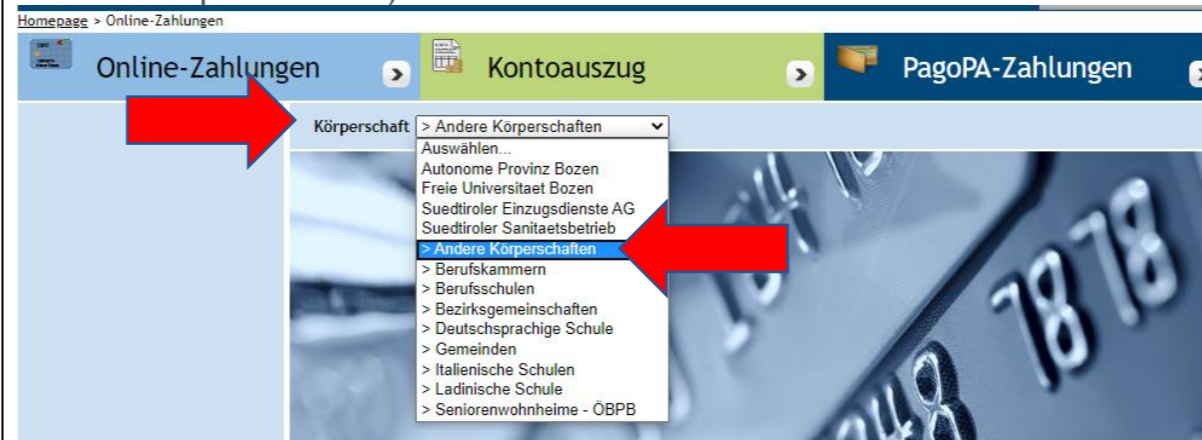 Homepage > Online-Zahlungen
Online-Zahlungen
Kontoauszug
PagoPA-Zahlungen
Körperschaft > Andere Körperschaften
Auswählen...
Autonome Provinz Bozen
Freie Universitaet Bozen
Suedtiroler Einzugsdienste AG
Suedtiroler Sanitaetsbetrieb
> Andere Körperschaften
> Berufskammern
> Berufsschulen
> Bezirksgemeinschaften
> Deutschsprachige Schule
> Gemeinden
> Italienische Schulen
> Ladinische Schule
> Seniorenwohnheime - ÖBPB